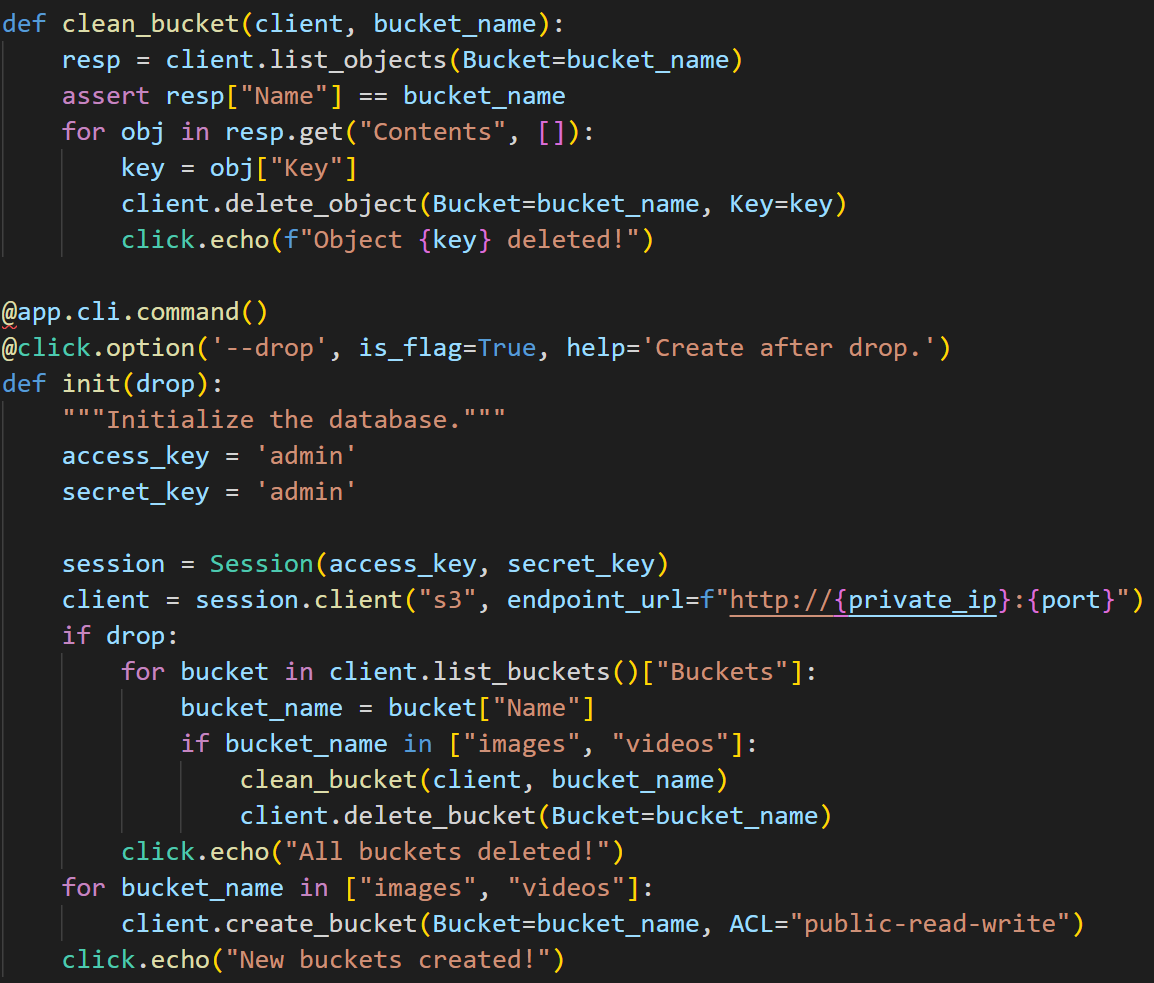 def clean_bucket(client, bucket_name):
    resp = client.list_objects(Bucket=bucket_name)
    assert resp["Name"] == bucket_name
    for obj in resp.get("Contents", []):
        key = obj["Key"]
        client.delete_object(Bucket=bucket_name, Key=key)
        click.echo(f"Object {key} deleted!")

@app.cli.command()
@click.option('--drop', is_flag=True, help='Create after drop.')
def init(drop):
    """Initialize the database."""
    access_key = 'admin'
    secret_key = 'admin'

    session = Session(access_key, secret_key)
    client = session.client("s3", endpoint_url=f"http://{private_ip}:{port}")
    if drop:
        for bucket in client.list_buckets()["Buckets"]:
            bucket_name = bucket["Name"]
            if bucket_name in ["images", "videos"]:
                clean_bucket(client, bucket_name)
                client.delete_bucket(Bucket=bucket_name)
        click.echo("All buckets deleted!")
    for bucket_name in ["images", "videos"]:
        client.create_bucket(Bucket=bucket_name, ACL="public-read-write")
    click.echo("New buckets created!")